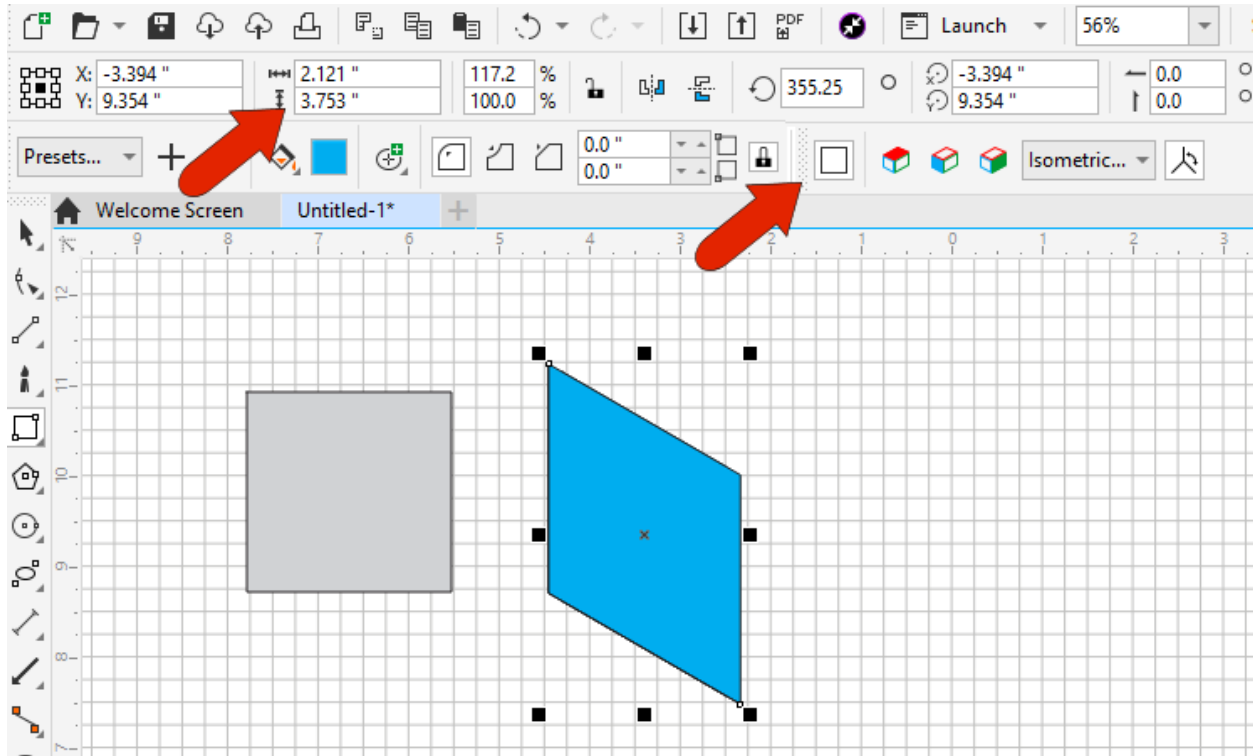 PDF Launch 56%
X: -3.394 " 2.121 " 117.2 % 355.25 -3.394 " 0.0
Y: 9.354 " 3.753 " 100.0 % 9.354 " 0.0
Presets... 0.0 " Isometric...
0.0 "
Welcome Screen Untitled-1*
9 8 7 6 5 4 3 2 1 0 1 2 3
12
11
10
9
8
7